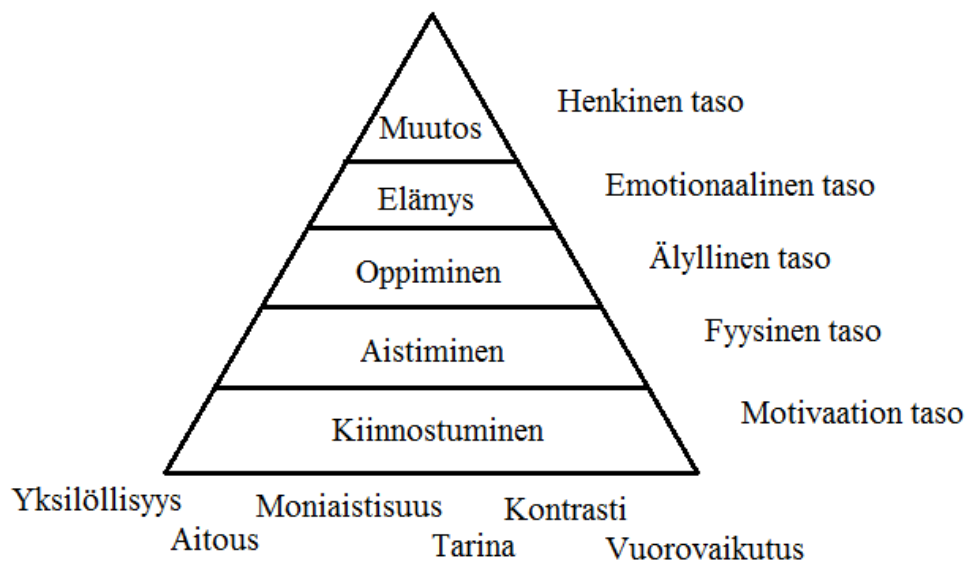 Henkinen taso
Muutos
Emotionaalinen taso
Elämys
Älyllinen taso
Oppiminen
Fyysinen taso
Aistiminen
Motivaation taso
Kiinnostuminen
Yksilöllisyys
Moniaistisuus
Kontrasti
Aitous
Tarina
Vuorovaikutus